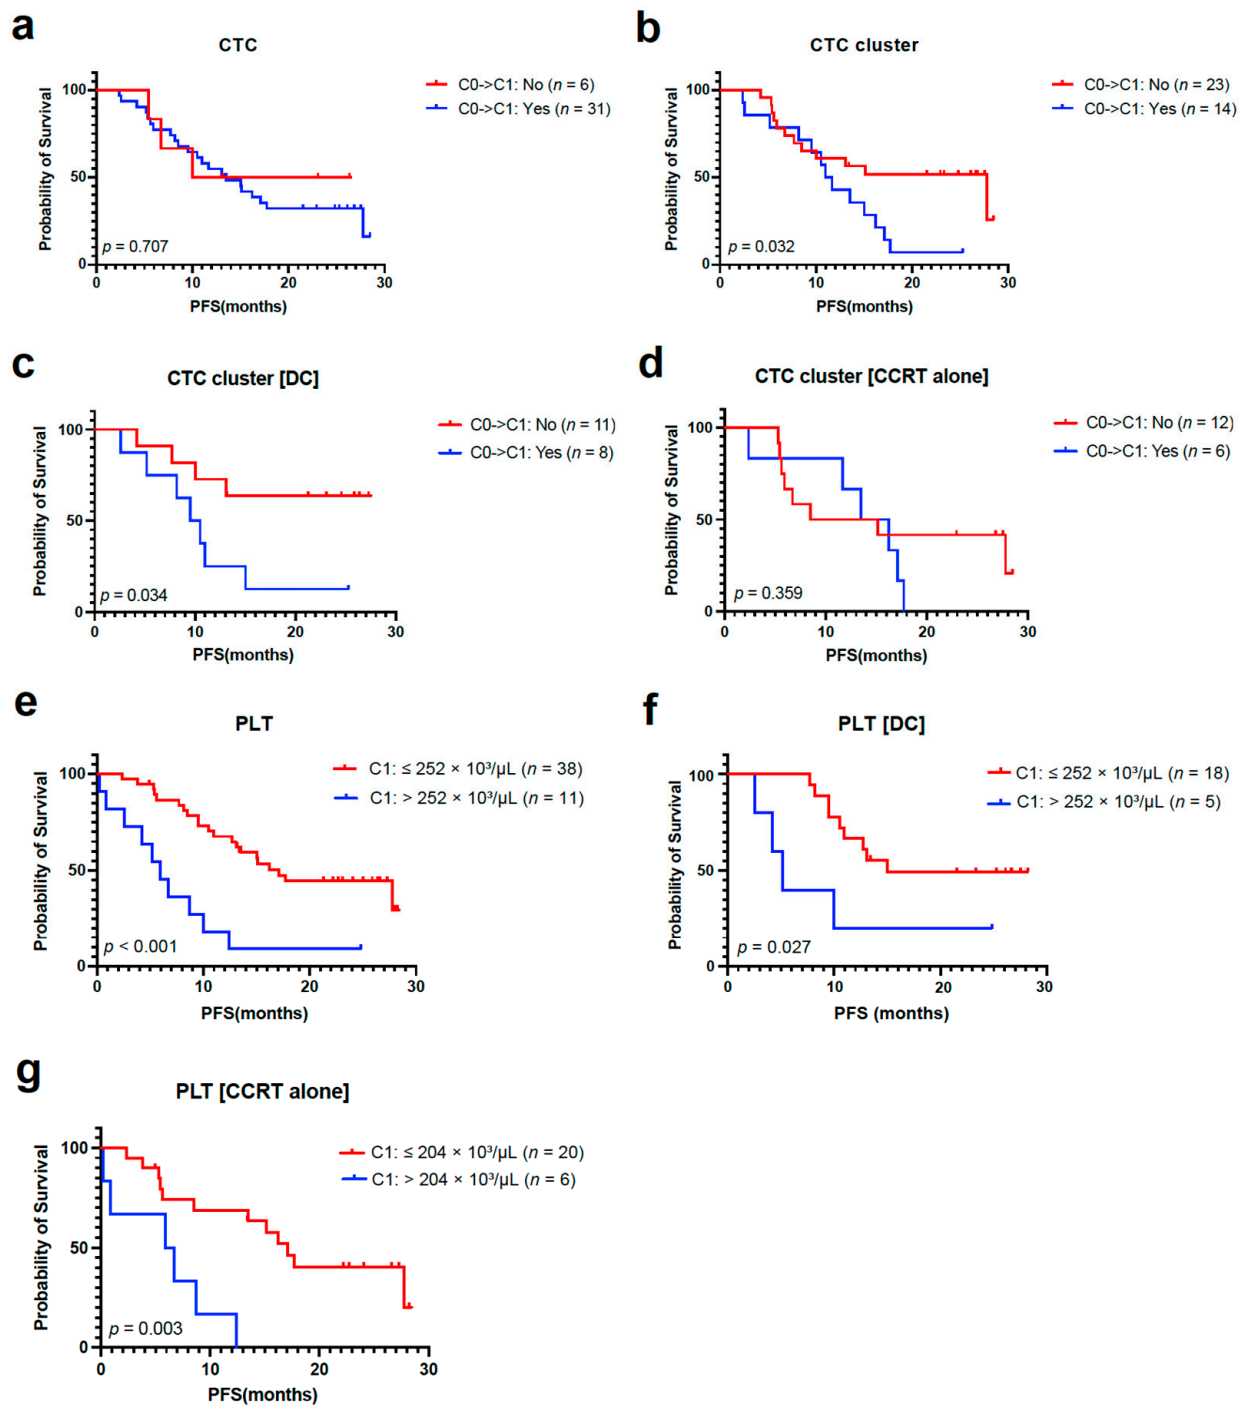 a
CTC
C0->C1: No (n = 6)
C0->C1: Yes (n = 31)
Probability of Survival
100
50
0
p = 0.707
0 10 20 30
PFS(months)
b
CTC cluster
C0->C1: No (n = 23)
C0->C1: Yes (n = 14)
Probability of Survival
100
50
0
p = 0.032
0 10 20 30
PFS(months)
c
CTC cluster [DC]
C0->C1: No (n = 11)
C0->C1: Yes (n = 8)
Probability of Survival
100
50
0
p = 0.034
0 10 20 30
PFS(months)
d
CTC cluster [CCRT alone]
C0->C1: No (n = 12)
C0->C1: Yes (n = 6)
Probability of Survival
100
50
0
p = 0.359
0 10 20 30
PFS(months)
e
PLT
C1: ≤ 252 × 10³/μL (n = 38)
C1: > 252 × 10³/μL (n = 11)
Probability of Survival
100
50
0
p < 0.001
0 10 20 30
PFS(months)
f
PLT [DC]
C1: ≤ 252 × 10³/μL (n = 18)
C1: > 252 × 10³/μL (n = 5)
Probability of Survival
100
50
0
p = 0.027
0 10 20 30
PFS (months)
g
PLT [CCRT alone]
C1: ≤ 204 × 10³/μL (n = 20)
C1: > 204 × 10³/μL (n = 6)
Probability of Survival
100
50
0
p = 0.003
0 10 20 30
PFS(months)